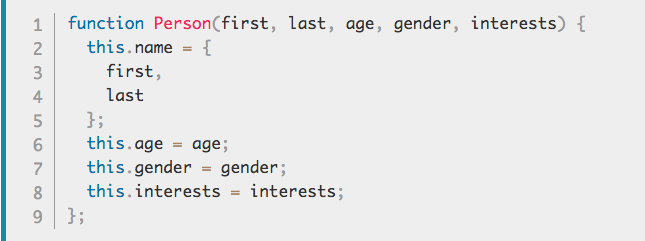 1 function Person(first, last, age, gender, interests) {
2   this.name = {
3     first,
4     last
5   };
6   this.age = age;
7   this.gender = gender;
8   this.interests = interests;
9 };